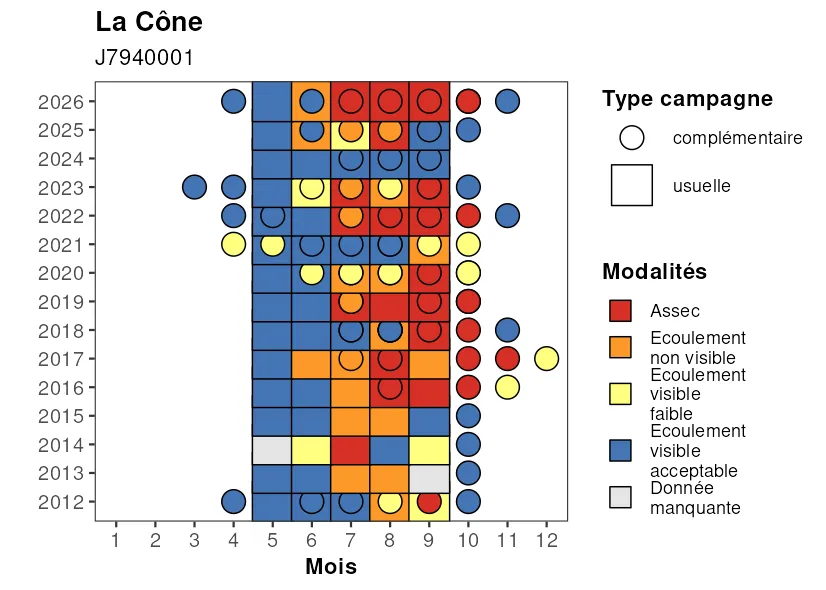 La Cône
J7940001
2026
2025
2024
2023
2022
2021
2020
2019
2018
2017
2016
2015
2014
2013
2012
1 2 3 4 5 6 7 8 9 10 11 12
Mois
Type campagne
complémentaire
usuelle
Modalités
Assec
Ecoulement
non visible
Ecoulement
visible
faible
Ecoulement
visible
acceptable
Donnée
manquante